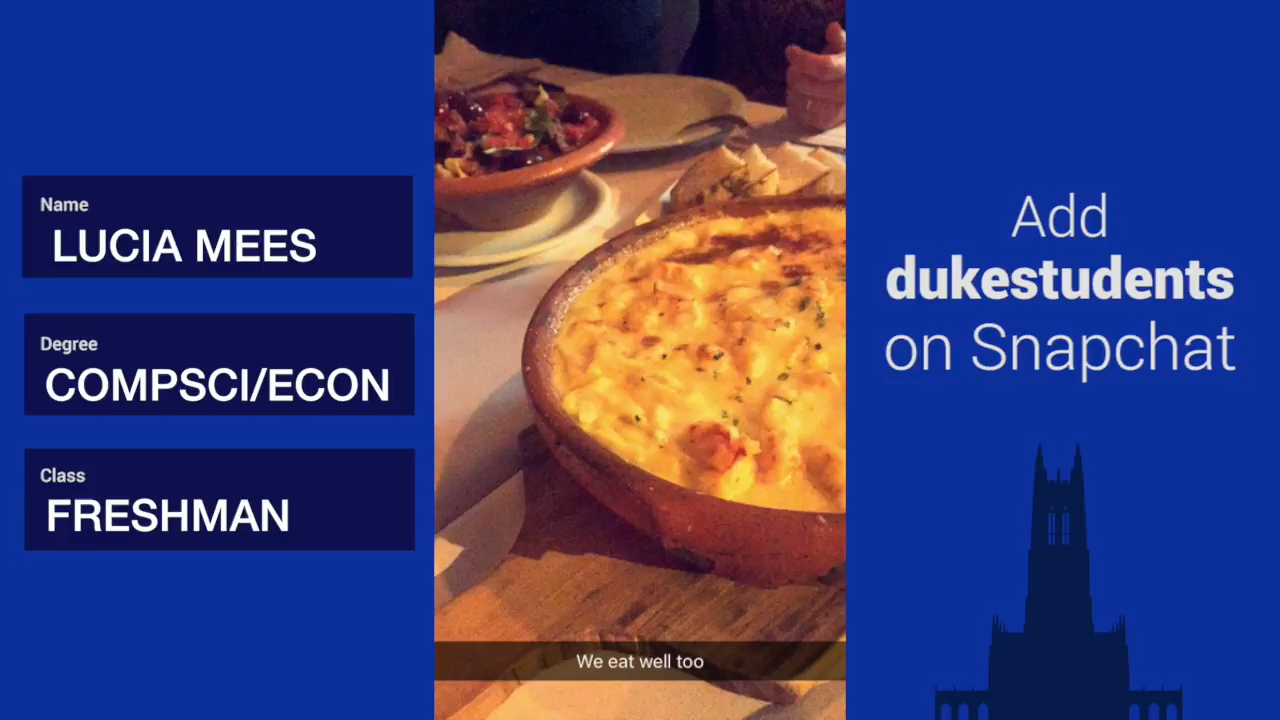 Name
LUCIA MEES
Degree
COMPSCI/ECON
Class
FRESHMAN
We eat well too
Add
dukestudents
on Snapchat